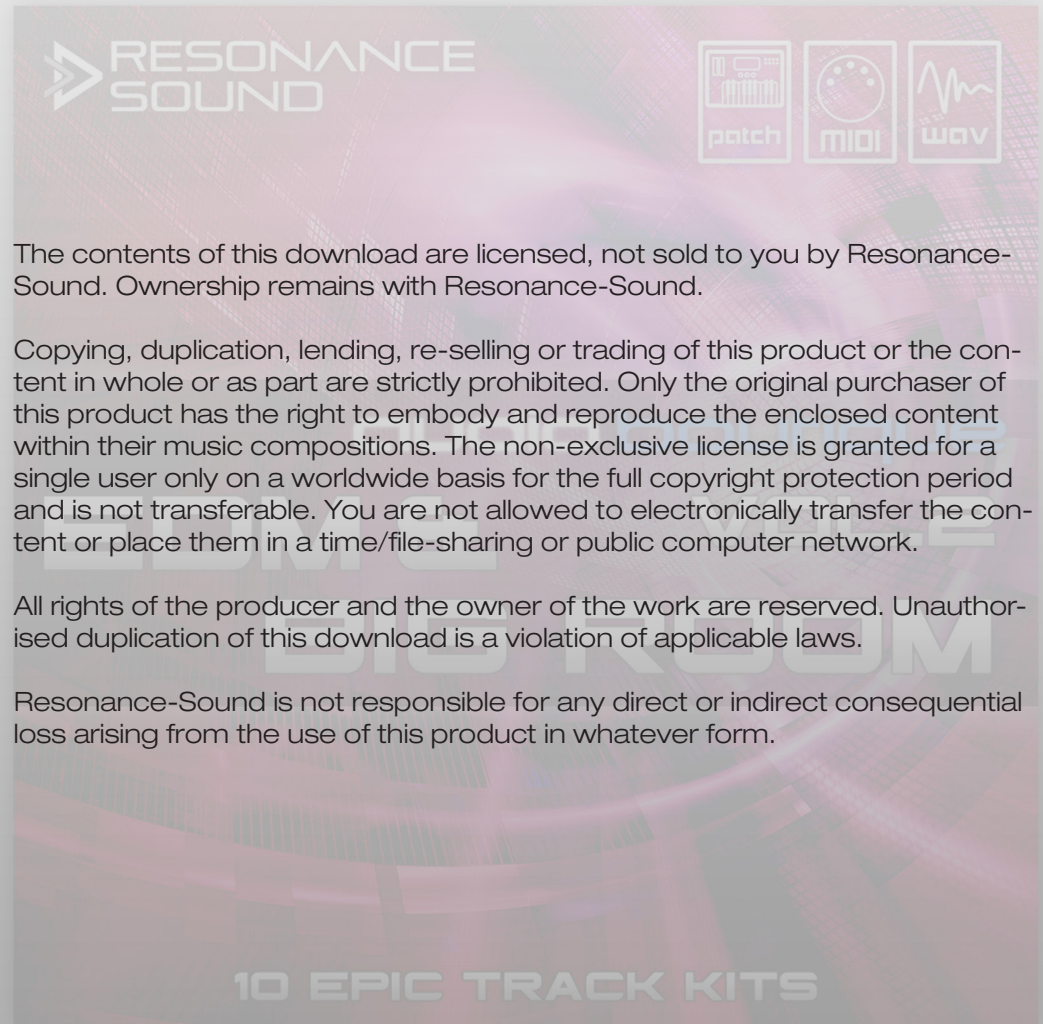 RESONANCE
SOUND
patch
MIDI
wav
The contents of this download are licensed, not sold to you by Resonance-
Sound. Ownership remains with Resonance-Sound.
Copying, duplication, lending, re-selling or trading of this product or the con-
tent in whole or as part are strictly prohibited. Only the original purchaser of
this product has the right to embody and reproduce the enclosed content
within their music compositions. The non-exclusive license is granted for a
single user only on a worldwide basis for the full copyright protection period
and is not transferable. You are not allowed to electronically transfer the con-
tent or place them in a time/file-sharing or public computer network.
All rights of the producer and the owner of the work are reserved. Unauthor-
ised duplication of this download is a violation of applicable laws.
Resonance-Sound is not responsible for any direct or indirect consequential
loss arising from the use of this product in whatever form.
EDM & VOL.2
BIG ROOM
10 EPIC TRACK KITS